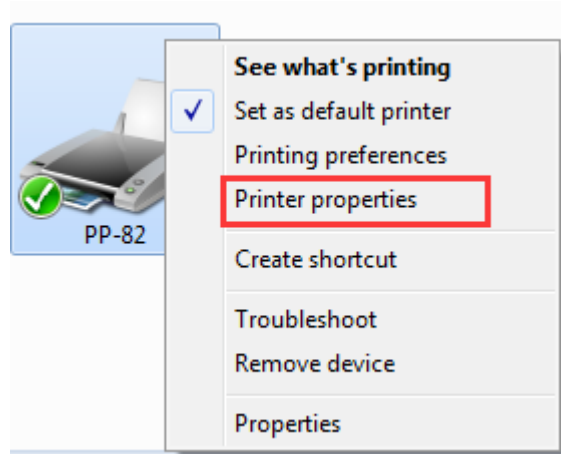 See what's printing
Set as default printer
Printing preferences
Printer properties
PP-82
Create shortcut
Troubleshoot
Remove device
Properties